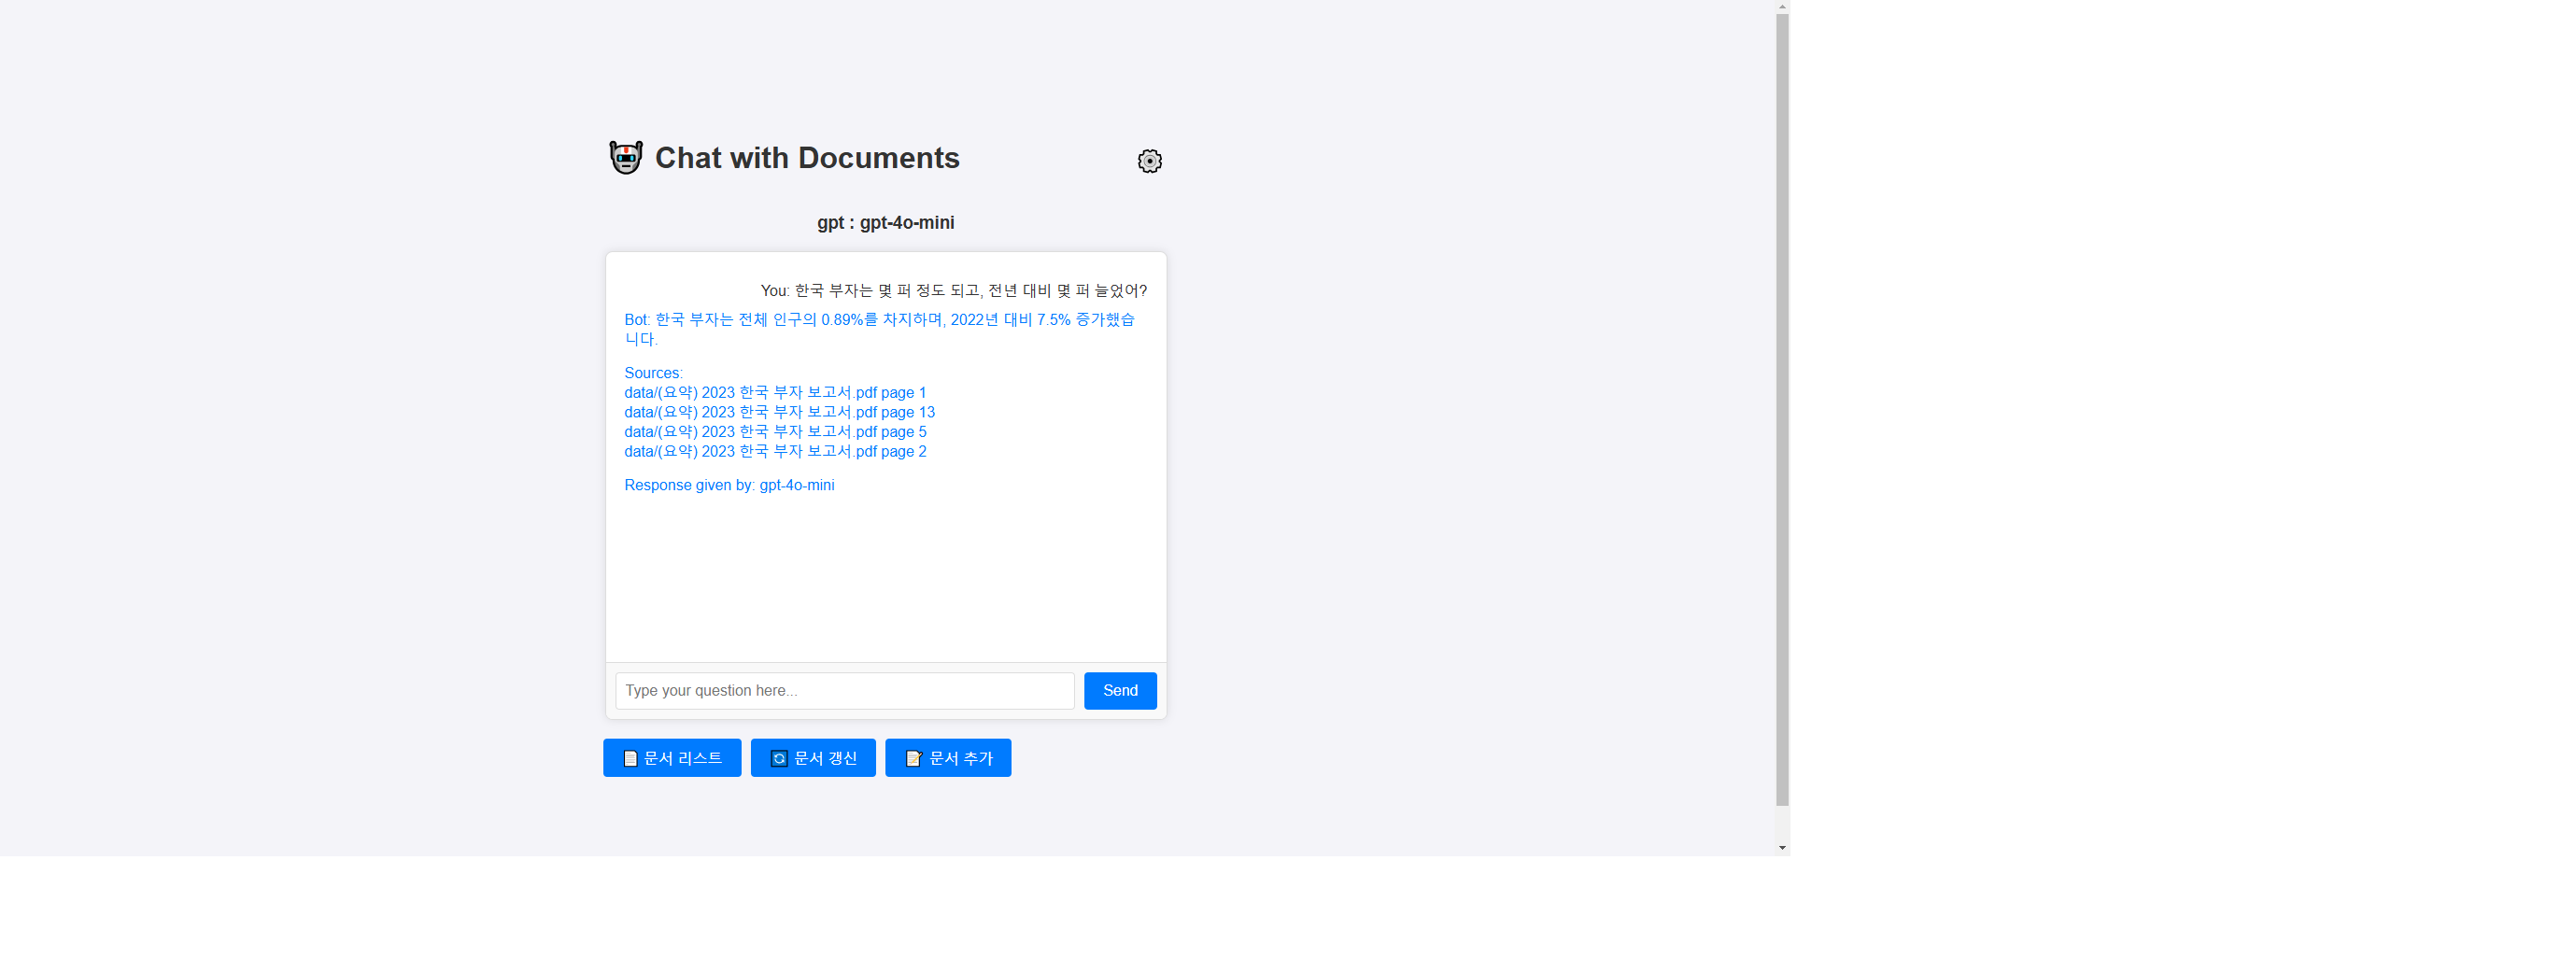 Chat with Documents
gpt : gpt-4o-mini
You: 한국 부자는 몇 퍼 정도 되고, 전년 대비 몇 퍼 늘었어?
Bot: 한국 부자는 전체 인구의 0.89%를 차지하며, 2022년 대비 7.5% 증가했습
니다.
Sources:
data/(요약) 2023 한국 부자 보고서.pdf page 1
data/(요약) 2023 한국 부자 보고서.pdf page 13
data/(요약) 2023 한국 부자 보고서.pdf page 5
data/(요약) 2023 한국 부자 보고서.pdf page 2
Response given by: gpt-4o-mini
Type your question here...
Send
문서 리스트
문서 갱신
문서 추가